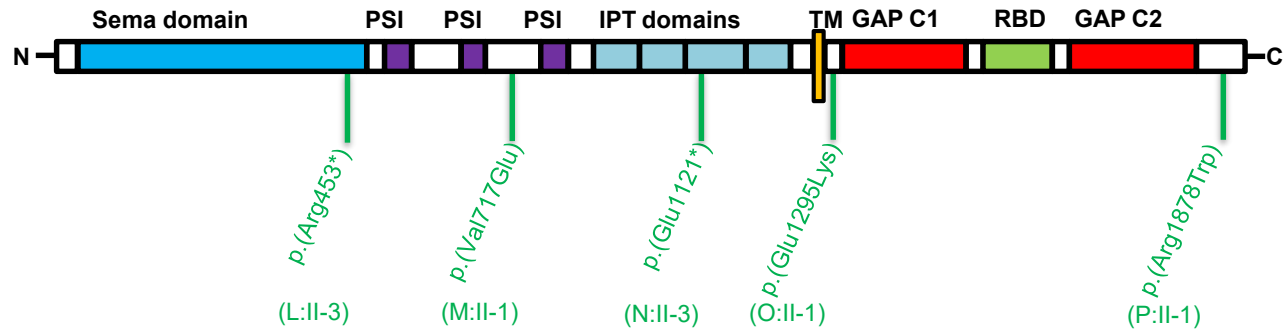 Sema domain PSI PSI PSI IPT domains TM GAP C1 RBD GAP C2
N C
p.(Arg453*) p.(Val717Glu) p.(Glu1121*) p.(Glu1295Lys) p.(Arg1878Trp)
(L:II-3) (M:II-1) (N:II-3) (O:II-1) (P:II-1)